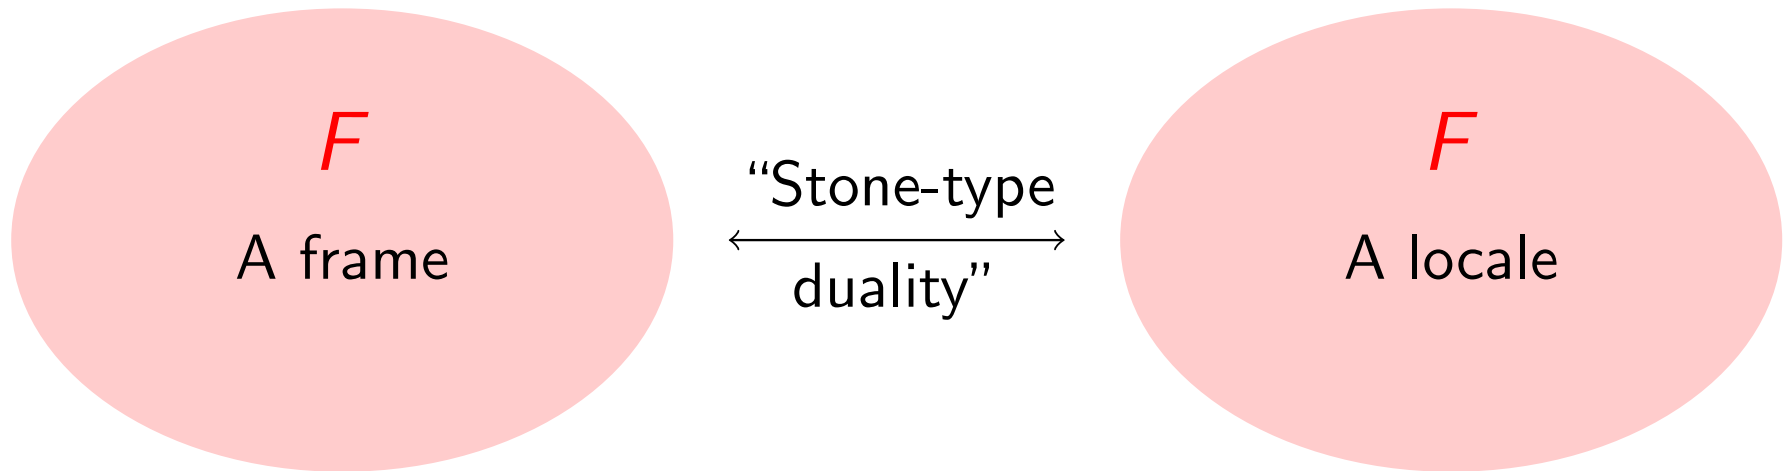 F
A frame
“Stone-type
duality”
F
A locale